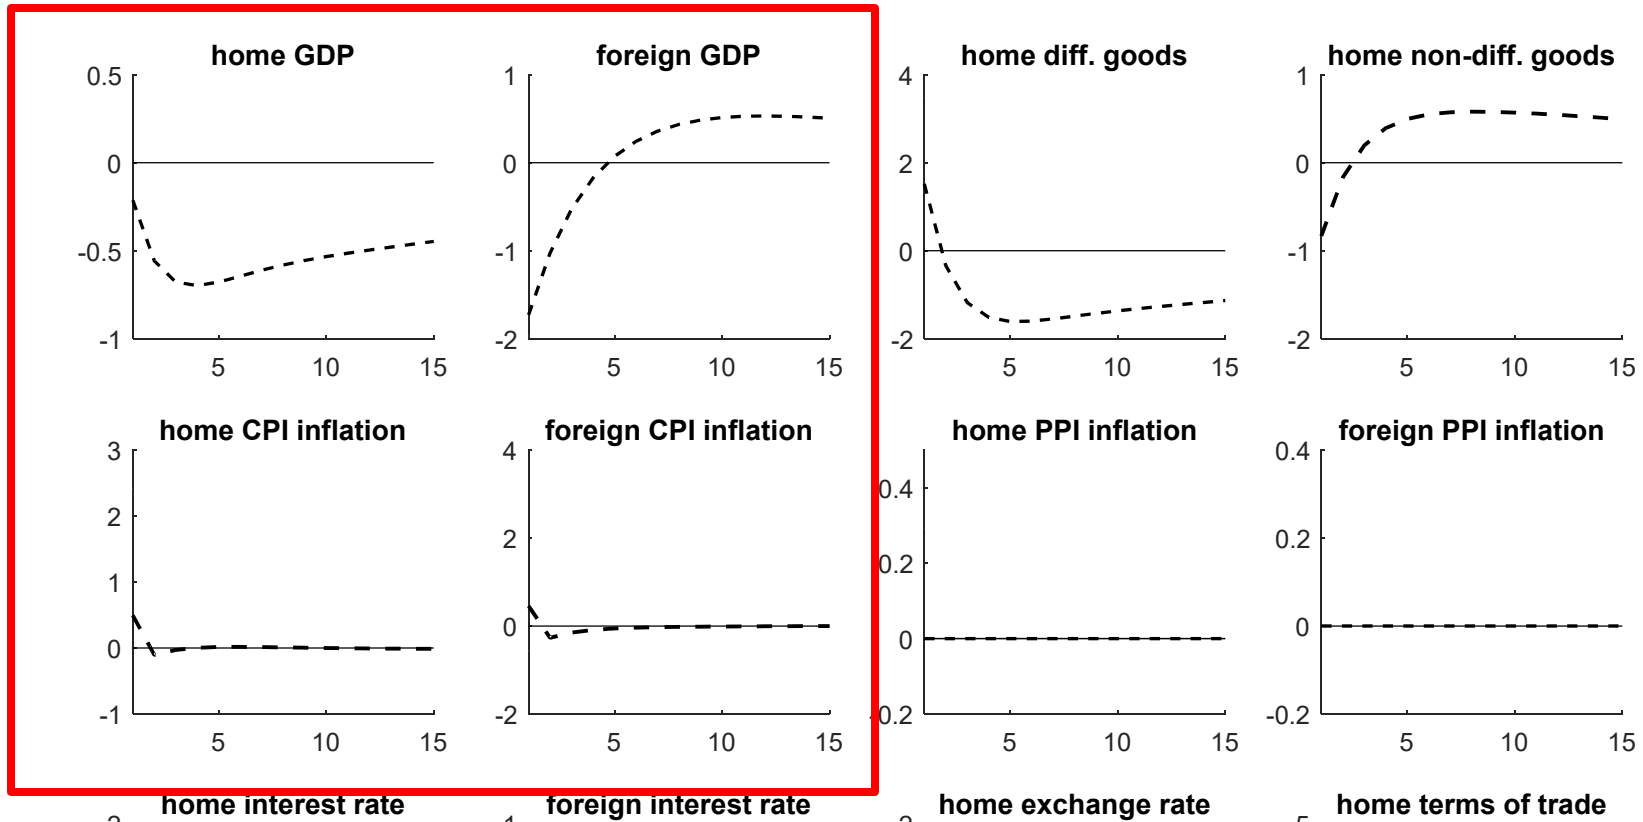 home GDP
foreign GDP
home diff. goods
home non-diff. goods
0.5
0
-0.5
-1
5 10 15
1
0
-1
-2
5 10 15
4
2
0
-2
5 10 15
1
0
-1
-2
5 10 15
home CPI inflation
foreign CPI inflation
home PPI inflation
foreign PPI inflation
3
2
1
0
-1
5 10 15
4
2
0
-2
5 10 15
0.4
0.2
0
0.2
5 10 15
0.4
0.2
0
-0.2
5 10 15
home interest rate
foreign interest rate
home exchange rate
home terms of trade